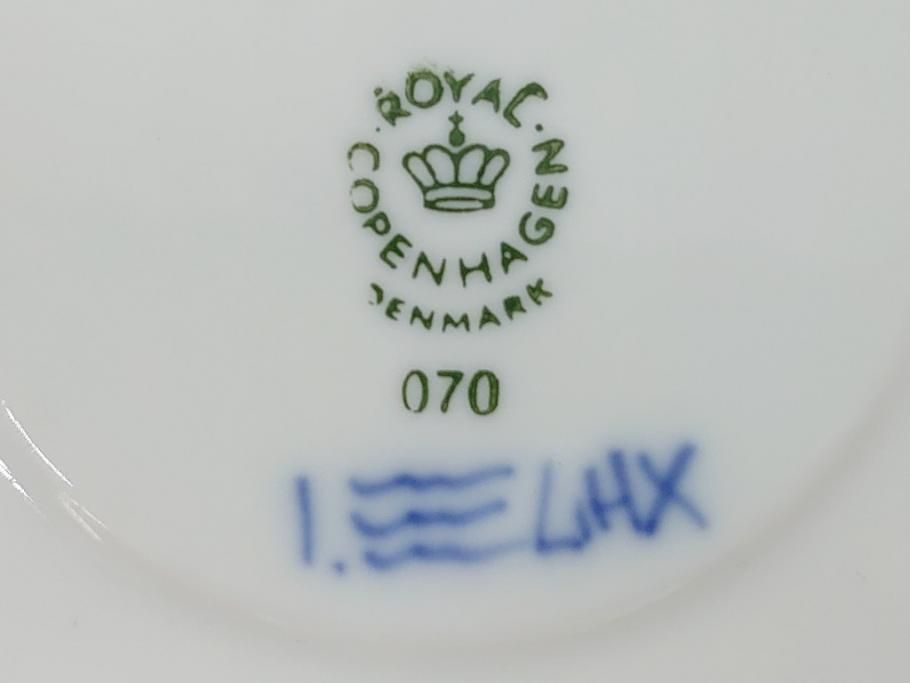 ROYAL.
COPENHAGEN
DENMARK
070
1. LHX